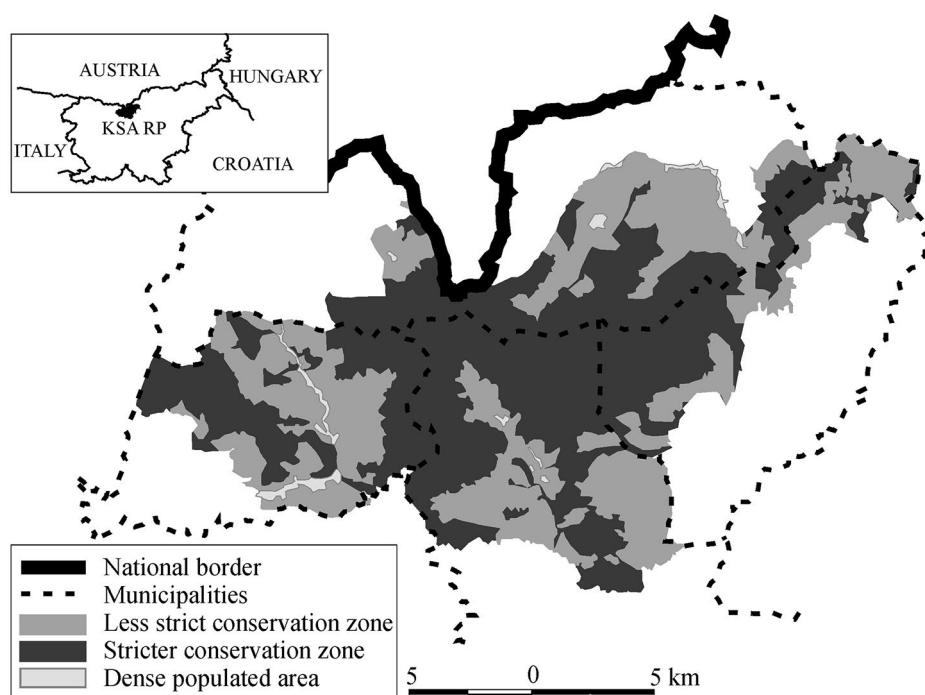 AUSTRIA
HUNGARY
KSA RP
ITALY
CROATIA
National border
Municipalities
Less strict conservation zone
Stricter conservation zone
Dense populated area
5 0 5 km